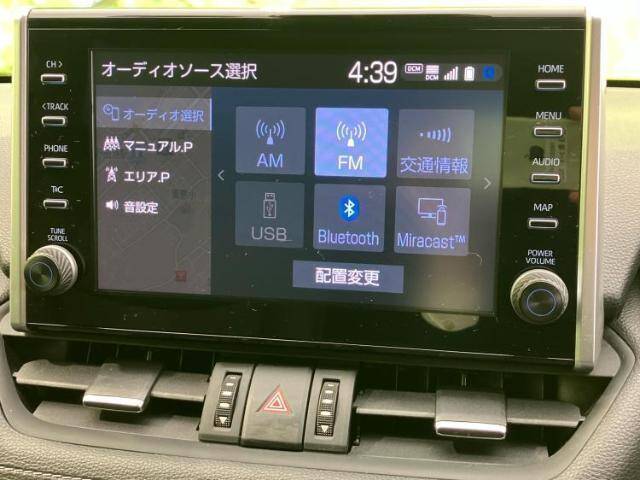 CH >
< TRACK
PHONE
T&C
TUNE
SCROLL
オーディオソース選択 4:39 DCM DCM
オーディオ選択
マニュアル.P
エリア.P
音設定
AM FM 交通情報
USB Bluetooth Miracast™
配置変更
HOME
MENU
AUDIO
MAP
POWER
VOLUME